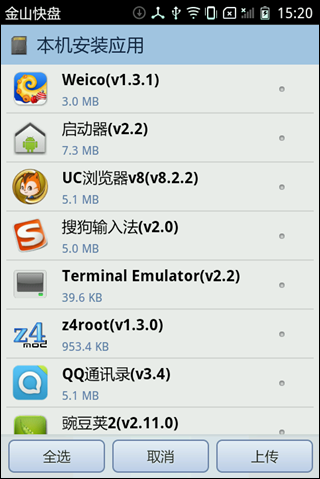 金山快盘 15:20
本机安装应用
Weico(v1.3.1)
3.0 MB
启动器(v2.2)
7.3 MB
UC浏览器v8(v8.2.2)
5.1 MB
搜狗输入法(v2.0)
5.0 MB
Terminal Emulator(v2.2)
39.6 KB
z4 mod
z4root(v1.3.0)
953.4 KB
QQ通讯录(v3.4)
5.1 MB
豌豆荚2(v2.11.0)
全选 取消 上传